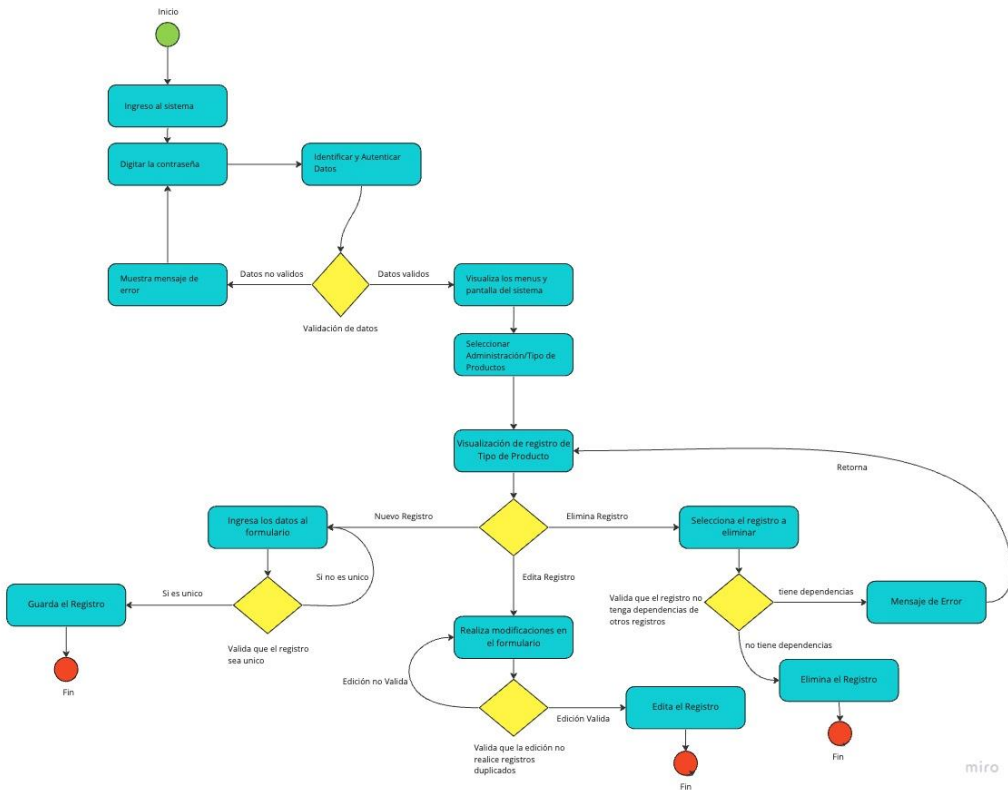 Inicio
Ingreso al sistema
Digitar la contraseña
Identificar y Autenticar
Datos
Muestra mensaje de
error
Datos no validos
Datos validos
Validación de datos
Visualiza los menus y
pantalla del sistema
Seleccionar
Administración/Tipo de
Productos
Visualización de registro de
Tipo de Producto
Retorna
Nuevo Registro
Elimina Registro
Edita Registro
Ingresa los datos al
formulario
Si no es unico
Si es unico
Guarda el Registro
Valida que el registro
sea unico
Fin
Realiza modificaciones en
el formulario
Edición no Valida
Edición Valida
Valida que la edición no
realice registros
duplicados
Edita el Registro
Fin
Selecciona el registro a
eliminar
Valida que el registro no
tenga dependencias de
otros registros
tiene dependencias
Mensaje de Error
no tiene dependencias
Elimina el Registro
Fin
miro